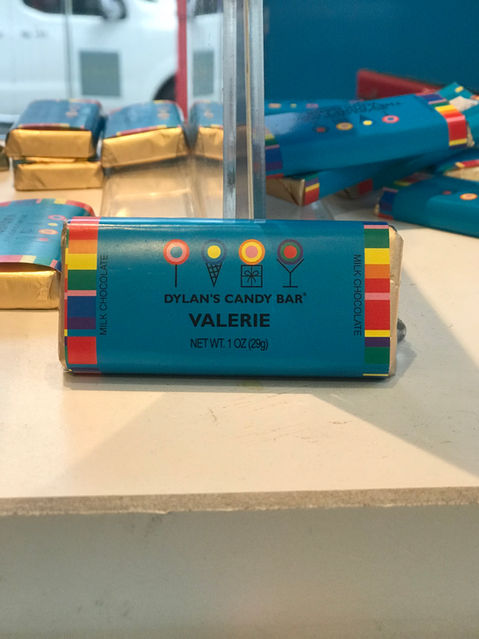 MILK CHOCOLATE
DYLAN'S CANDY BAR®
VALERIE
NET WT. 1 OZ (29g)
MILK CHOCOLATE